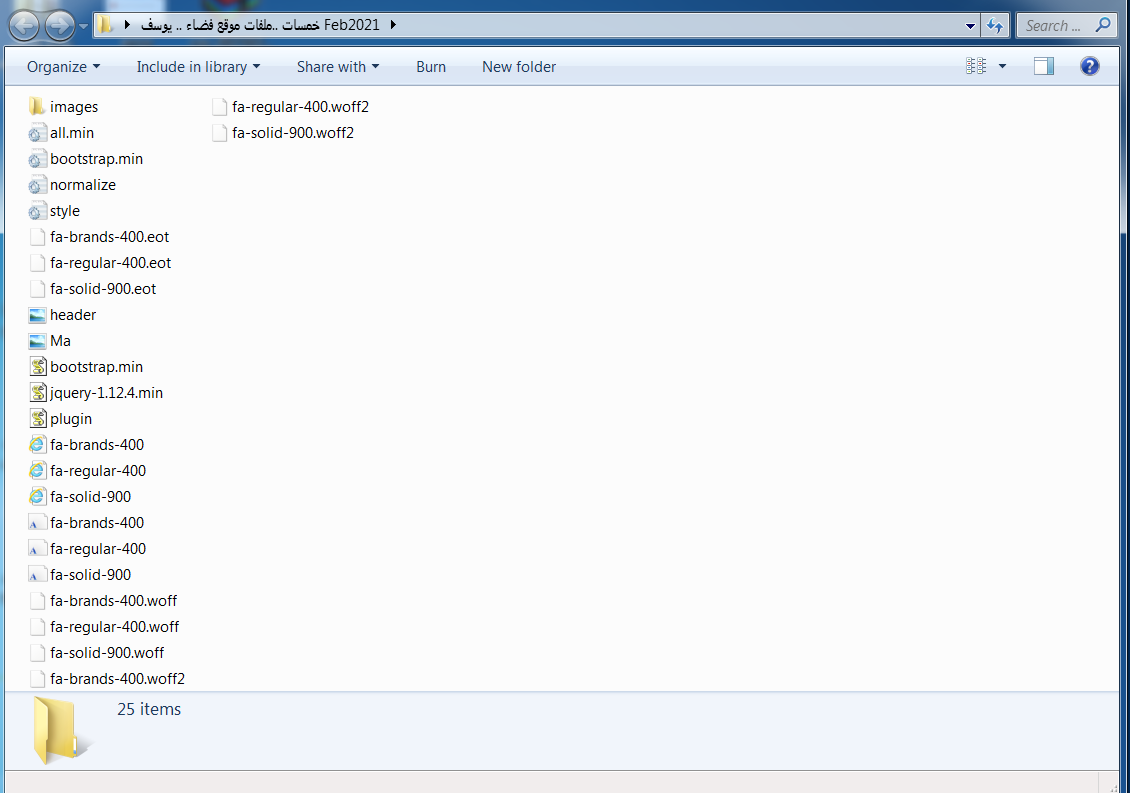 خمسات ..ملفات موقع فضاء .. يوسف Feb2021
Search ...
Organize
Include in library
Share with
Burn
New folder
images
all.min
bootstrap.min
normalize
style
fa-brands-400.eot
fa-regular-400.eot
fa-solid-900.eot
header
Ma
bootstrap.min
jquery-1.12.4.min
plugin
fa-brands-400
fa-regular-400
fa-solid-900
fa-brands-400
fa-regular-400
fa-solid-900
fa-brands-400.woff
fa-regular-400.woff
fa-solid-900.woff
fa-brands-400.woff2
fa-regular-400.woff2
fa-solid-900.woff2
25 items